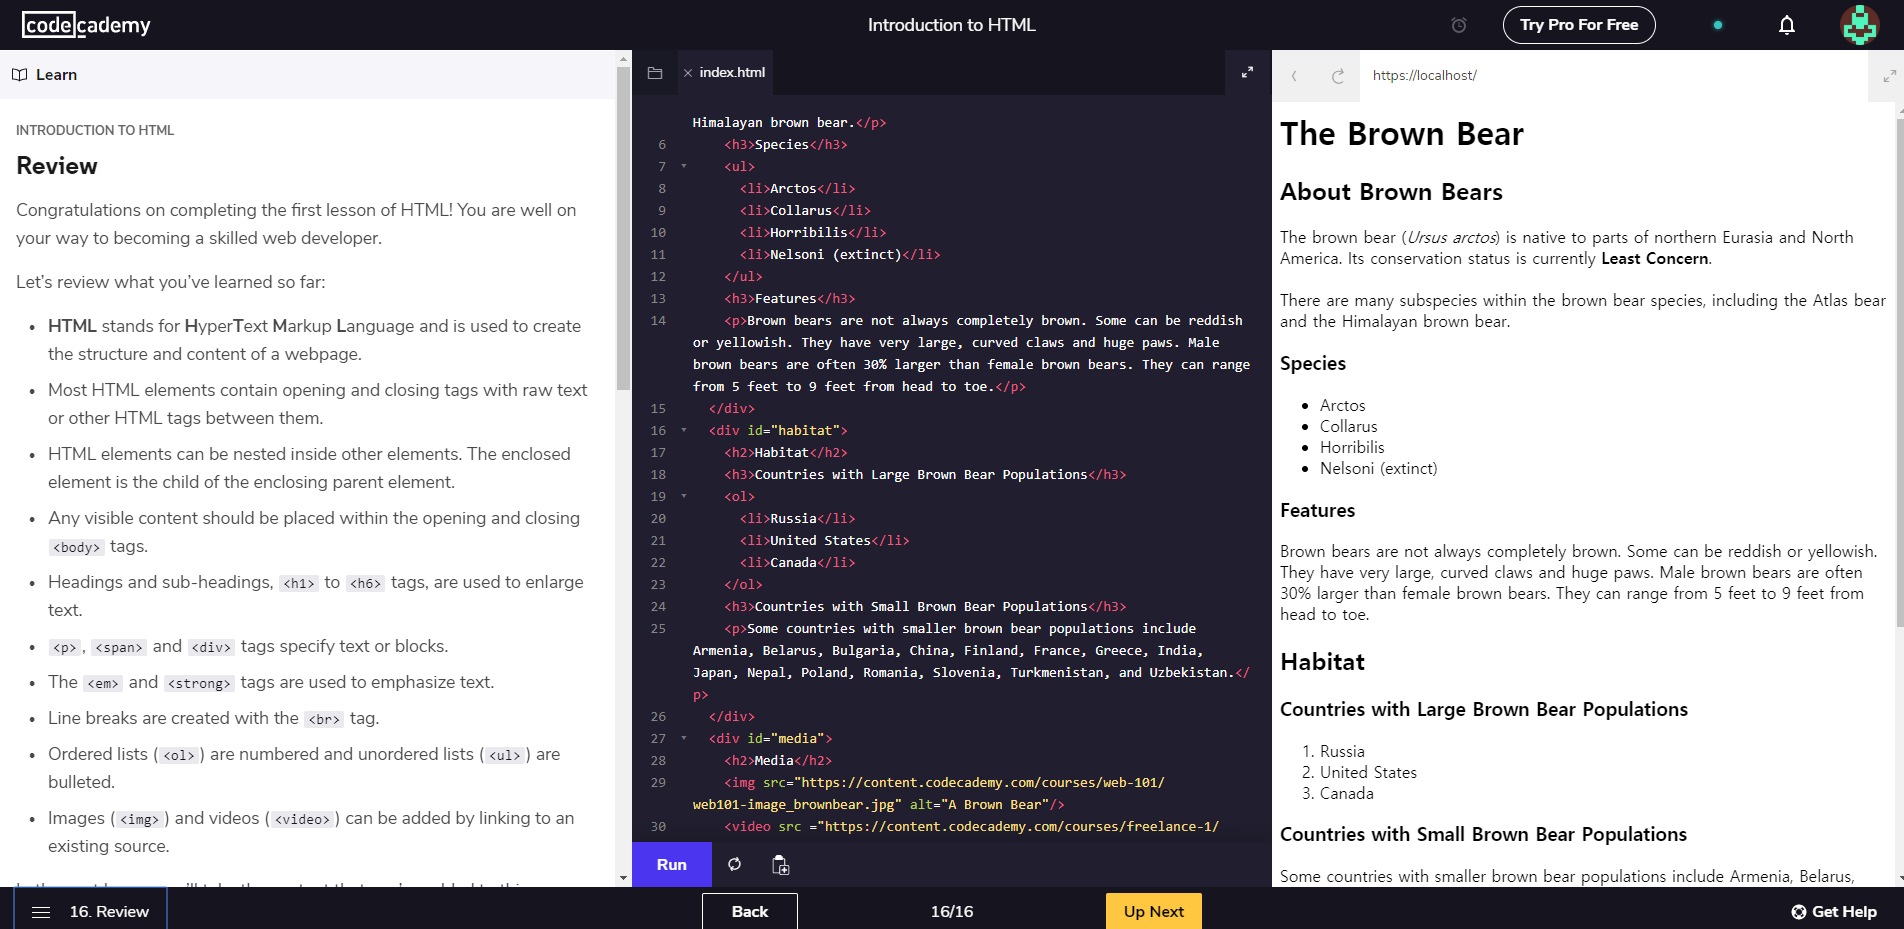 codecademy
Introduction to HTML
Try Pro For Free
Learn
INTRODUCTION TO HTML
Review
Congratulations on completing the first lesson of HTML! You are well on
your way to becoming a skilled web developer.
Let's review what you've learned so far:
• HTML stands for HyperText Markup Language and is used to create
the structure and content of a webpage.
• Most HTML elements contain opening and closing tags with raw text
or other HTML tags between them.
• HTML elements can be nested inside other elements. The enclosed
element is the child of the enclosing parent element.
• Any visible content should be placed within the opening and closing
<body> tags.
• Headings and sub-headings, <h1> to <h6> tags, are used to enlarge
text.
• <p>, <span> and <div> tags specify text or blocks.
• The <em> and <strong> tags are used to emphasize text.
• Line breaks are created with the <br> tag.
• Ordered lists (<ol>) are numbered and unordered lists (<ul>) are
bulleted.
• Images (<img>) and videos (<video>) can be added by linking to an
existing source.
index.html
Himalayan brown bear.</p>
6 <h3>Species</h3>
7 <ul>
8 <li>Arctos</li>
9 <li>Collarus</li>
10 <li>Horribilis</li>
11 <li>Nelsoni (extinct)</li>
12 </ul>
13 <h3>Features</h3>
14 <p>Brown bears are not always completely brown. Some can be reddish
or yellowish. They have very large, curved claws and huge paws. Male
brown bears are often 30% larger than female brown bears. They can range
from 5 feet to 9 feet from head to toe.</p>
15 </div>
16 <div id="habitat">
17 <h2>Habitat</h2>
18 <h3>Countries with Large Brown Bear Populations</h3>
19 <ol>
20 <li>Russia</li>
21 <li>United States</li>
22 <li>Canada</li>
23 </ol>
24 <h3>Countries with Small Brown Bear Populations</h3>
25 <p>Some countries with smaller brown bear populations include
Armenia, Belarus, Bulgaria, China, Finland, France, Greece, India,
Japan, Nepal, Poland, Romania, Slovenia, Turkmenistan, and Uzbekistan.</
p>
26 </div>
27 <div id="media">
28 <h2>Media</h2>
29 <img src="https://content.codecademy.com/courses/web-101/
web101-image_brownbear.jpg" alt="A Brown Bear"/>
30 <video src ="https://content.codecademy.com/courses/freelance-1/
Run
https://localhost/
The Brown Bear
About Brown Bears
The brown bear (Ursus arctos) is native to parts of northern Eurasia and North
America. Its conservation status is currently Least Concern.
There are many subspecies within the brown bear species, including the Atlas bear
and the Himalayan brown bear.
Species
• Arctos
• Collarus
• Horribilis
• Nelsoni (extinct)
Features
Brown bears are not always completely brown. Some can be reddish or yellowish.
They have very large, curved claws and huge paws. Male brown bears are often
30% larger than female brown bears. They can range from 5 feet to 9 feet from
head to toe.
Habitat
Countries with Large Brown Bear Populations
1. Russia
2. United States
3. Canada
Countries with Small Brown Bear Populations
Some countries with smaller brown bear populations include Armenia, Belarus,
16. Review
Back
16/16
Up Next
Get Help